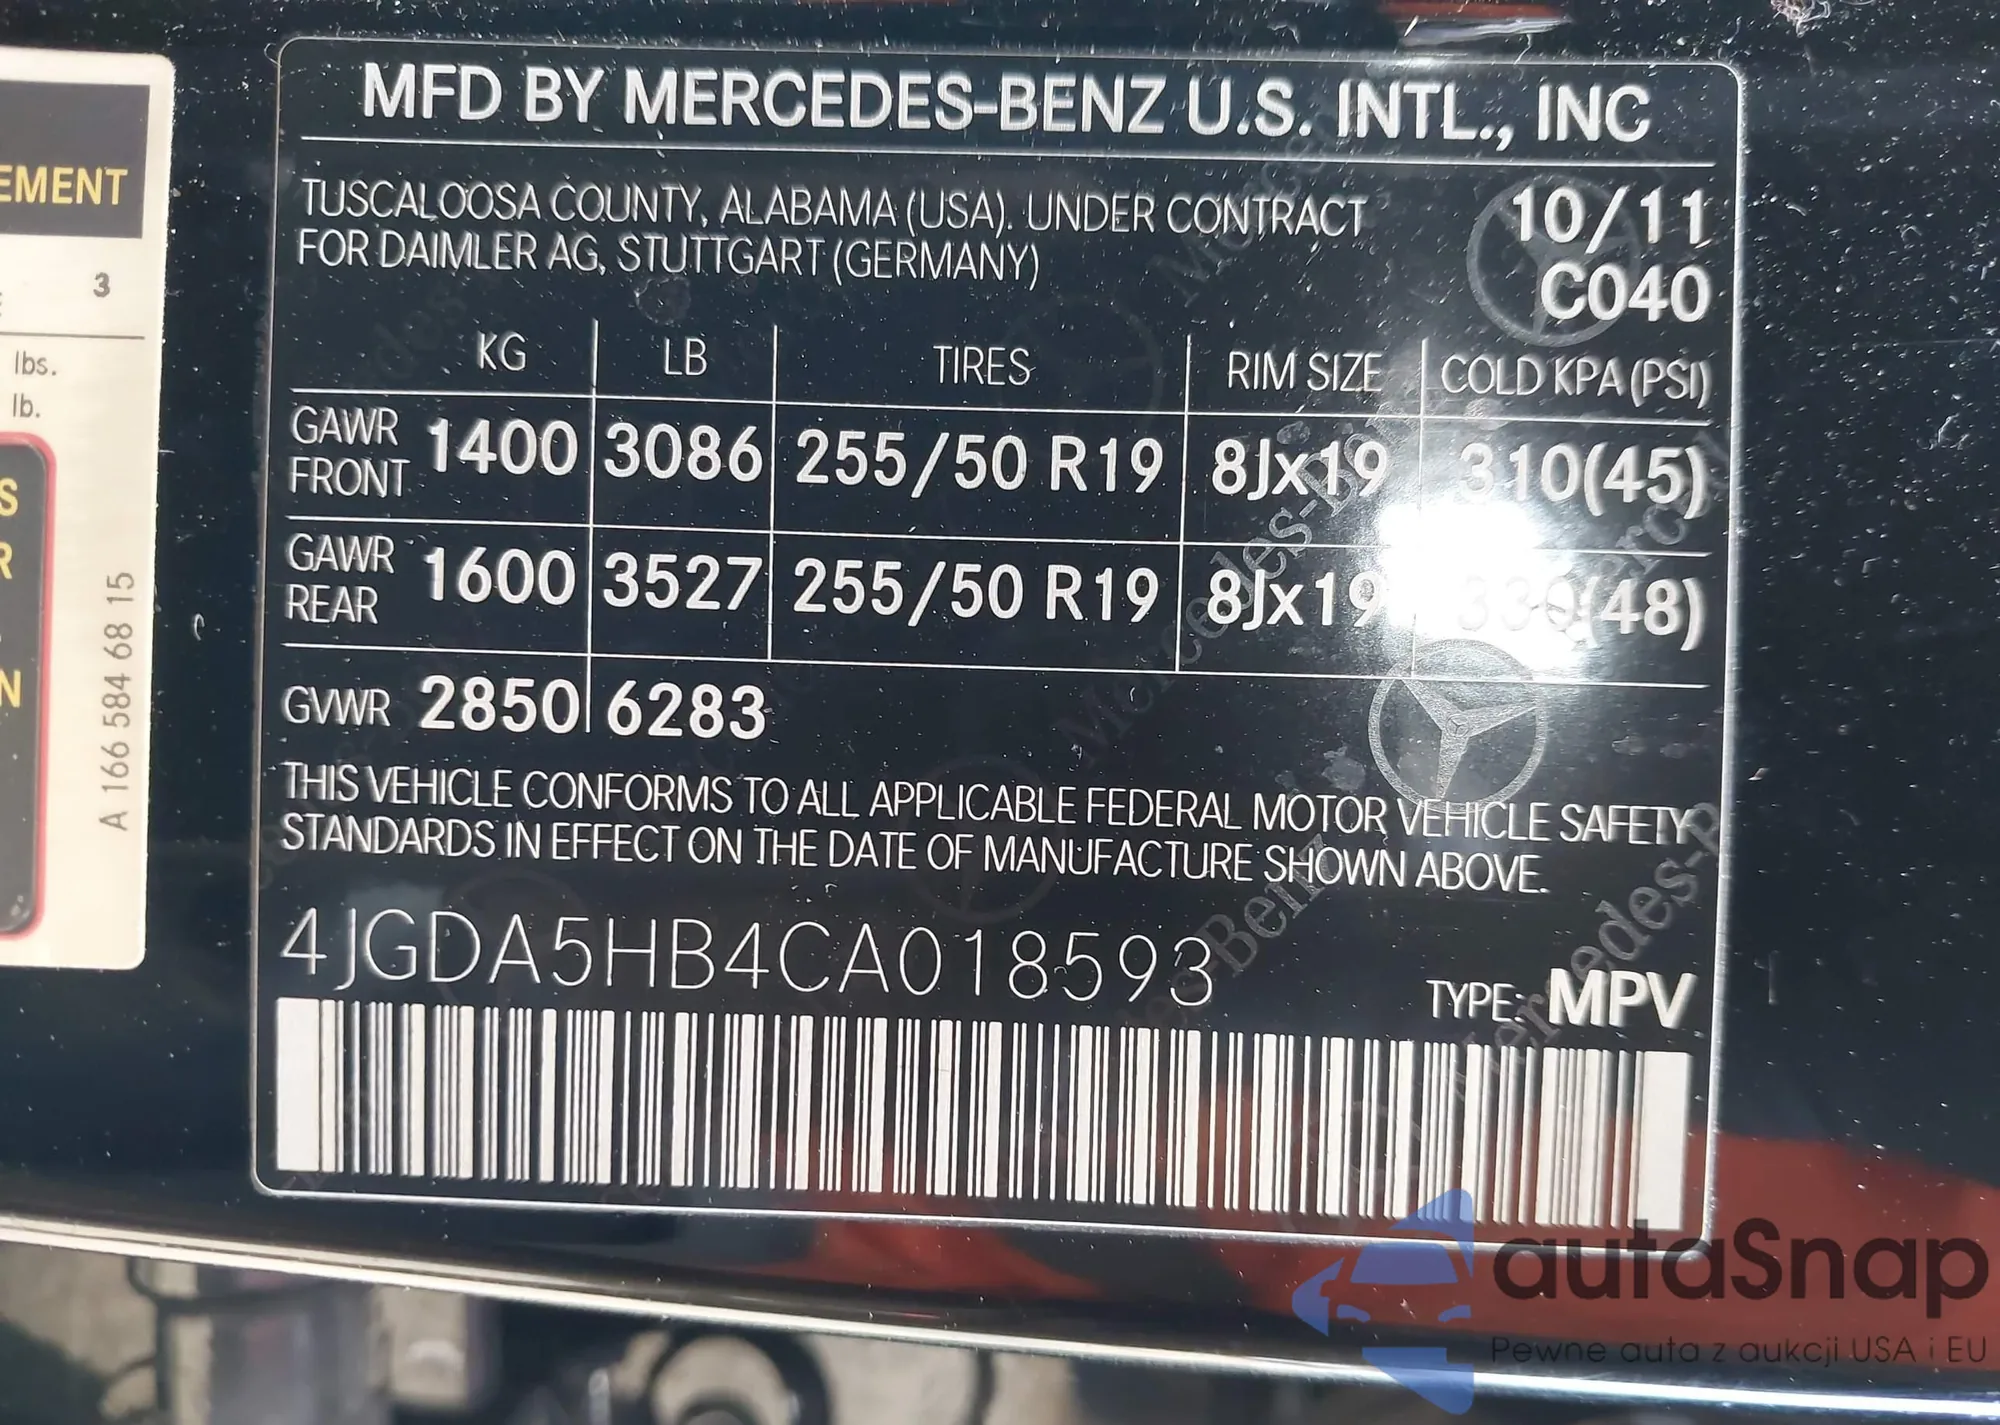 EMENT
3
lbs.
lb.
S
R
N
A 166 584 68 15
MFD BY MERCEDES-BENZ U.S. INTL., INC
TUSCALOOSA COUNTY, ALABAMA (USA). UNDER CONTRACT
FOR DAIMLER AG, STUTTGART (GERMANY)
10/11
C040
KG LB TIRES RIM SIZE COLD KPA (PSI)
GAWR FRONT 1400 3086 255/50 R19 8Jx19 310(45)
GAWR REAR 1600 3527 255/50 R19 8Jx19 330(48)
GVWR 2850 6283
THIS VEHICLE CONFORMS TO ALL APPLICABLE FEDERAL MOTOR VEHICLE SAFETY
STANDARDS IN EFFECT ON THE DATE OF MANUFACTURE SHOWN ABOVE.
4JGDA5HB4CA018593
TYPE: MPV
autaSnap
Pewne auta z aukcji USA i EU